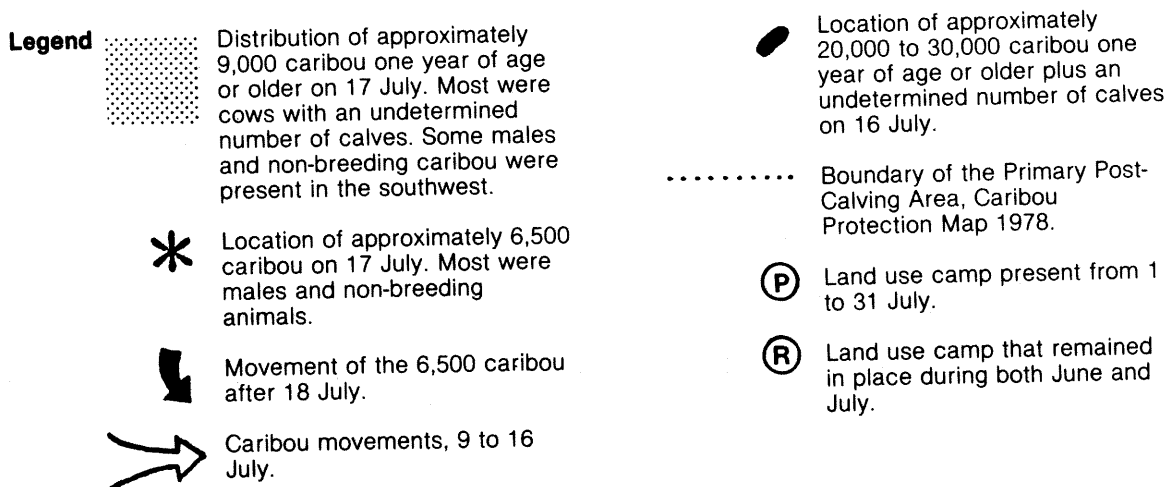 Legend
Distribution of approximately
9,000 caribou one year of age
or older on 17 July. Most were
cows with an undetermined
number of calves. Some males
and non-breeding caribou were
present in the southwest.
Location of approximately 6,500
caribou on 17 July. Most were
males and non-breeding
animals.
Movement of the 6,500 caribou
after 18 July.
Caribou movements, 9 to 16
July.
Location of approximately
20,000 to 30,000 caribou one
year of age or older plus an
undetermined number of calves
on 16 July.
Boundary of the Primary Post-
Calving Area, Caribou
Protection Map 1978.
P Land use camp present from 1
to 31 July.
R Land use camp that remained
in place during both June and
July.